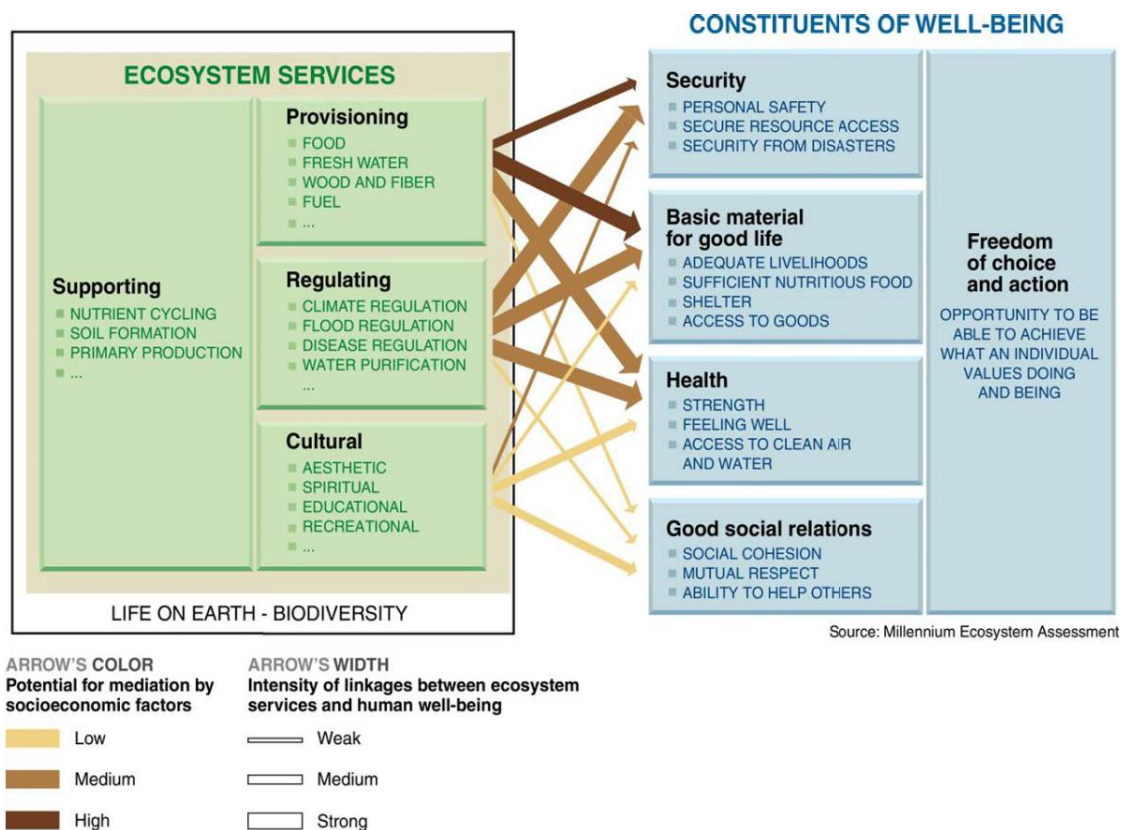 CONSTITUENTS OF WELL-BEING
ECOSYSTEM SERVICES
Supporting
NUTRIENT CYCLING
SOIL FORMATION
PRIMARY PRODUCTION
...
Provisioning
FOOD
FRESH WATER
WOOD AND FIBER
FUEL
...
Regulating
CLIMATE REGULATION
FLOOD REGULATION
DISEASE REGULATION
WATER PURIFICATION
...
Cultural
AESTHETIC
SPIRITUAL
EDUCATIONAL
RECREATIONAL
...
LIFE ON EARTH - BIODIVERSITY
Security
PERSONAL SAFETY
SECURE RESOURCE ACCESS
SECURITY FROM DISASTERS
Basic material
for good life
ADEQUATE LIVELIHOODS
SUFFICIENT NUTRITIOUS FOOD
SHELTER
ACCESS TO GOODS
Health
STRENGTH
FEELING WELL
ACCESS TO CLEAN AIR
AND WATER
Good social relations
SOCIAL COHESION
MUTUAL RESPECT
ABILITY TO HELP OTHERS
Freedom
of choice
and action
OPPORTUNITY TO BE
ABLE TO ACHIEVE
WHAT AN INDIVIDUAL
VALUES DOING
AND BEING
Source: Millennium Ecosystem Assessment
ARROW'S COLOR
Potential for mediation by
socioeconomic factors
Low
Medium
High
ARROW'S WIDTH
Intensity of linkages between ecosystem
services and human well-being
Weak
Medium
Strong